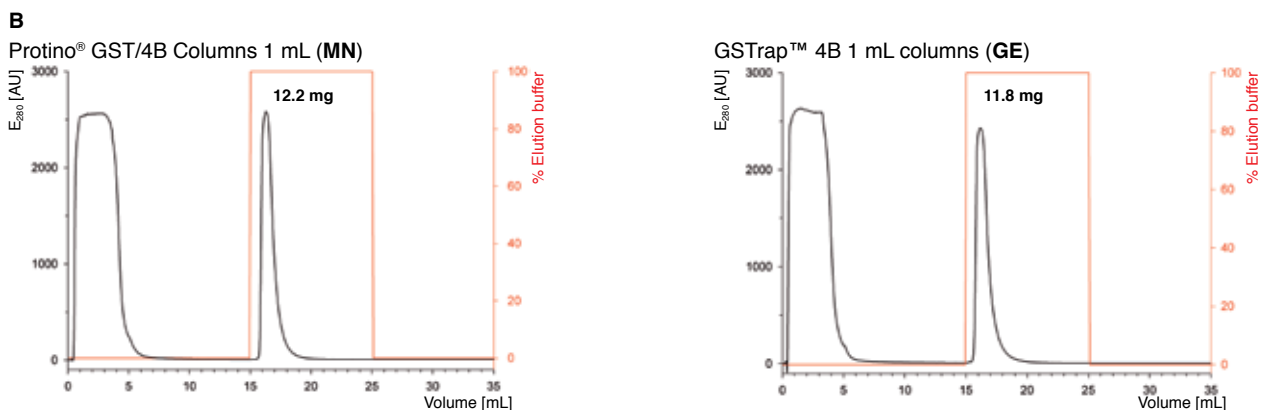 B
Protino® GST/4B Columns 1 mL (MN)
3000
2000
1000
0
E280 [AU]
12.2 mg
100
80
60
40
20
0
% Elution buffer
0 5 10 15 20 25 30 35
Volume [mL]
GSTrap™ 4B 1 mL columns (GE)
3000
2000
1000
0
E280 [AU]
11.8 mg
100
80
60
40
20
0
% Elution buffer
0 5 10 15 20 25 30 35
Volume [mL]